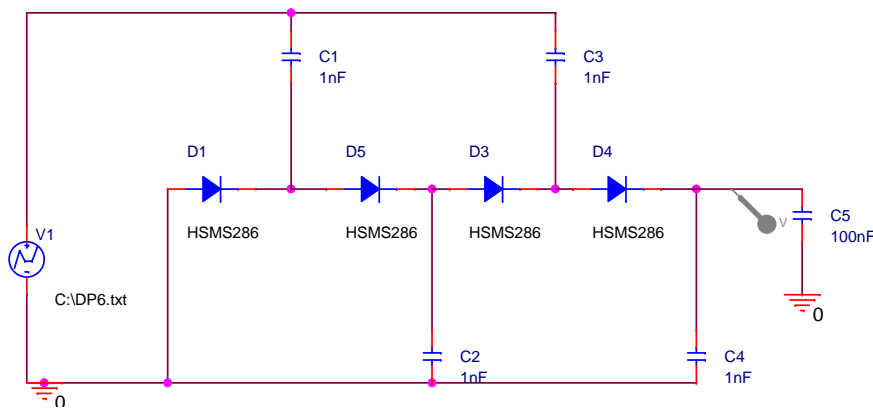 C1
1nF
C3
1nF
D1
D5
D3
D4
HSMS286
HSMS286
HSMS286
HSMS286
V
C5
100nF
V1
C:\DP6.txt
0
C2
1nF
C4
1nF
0